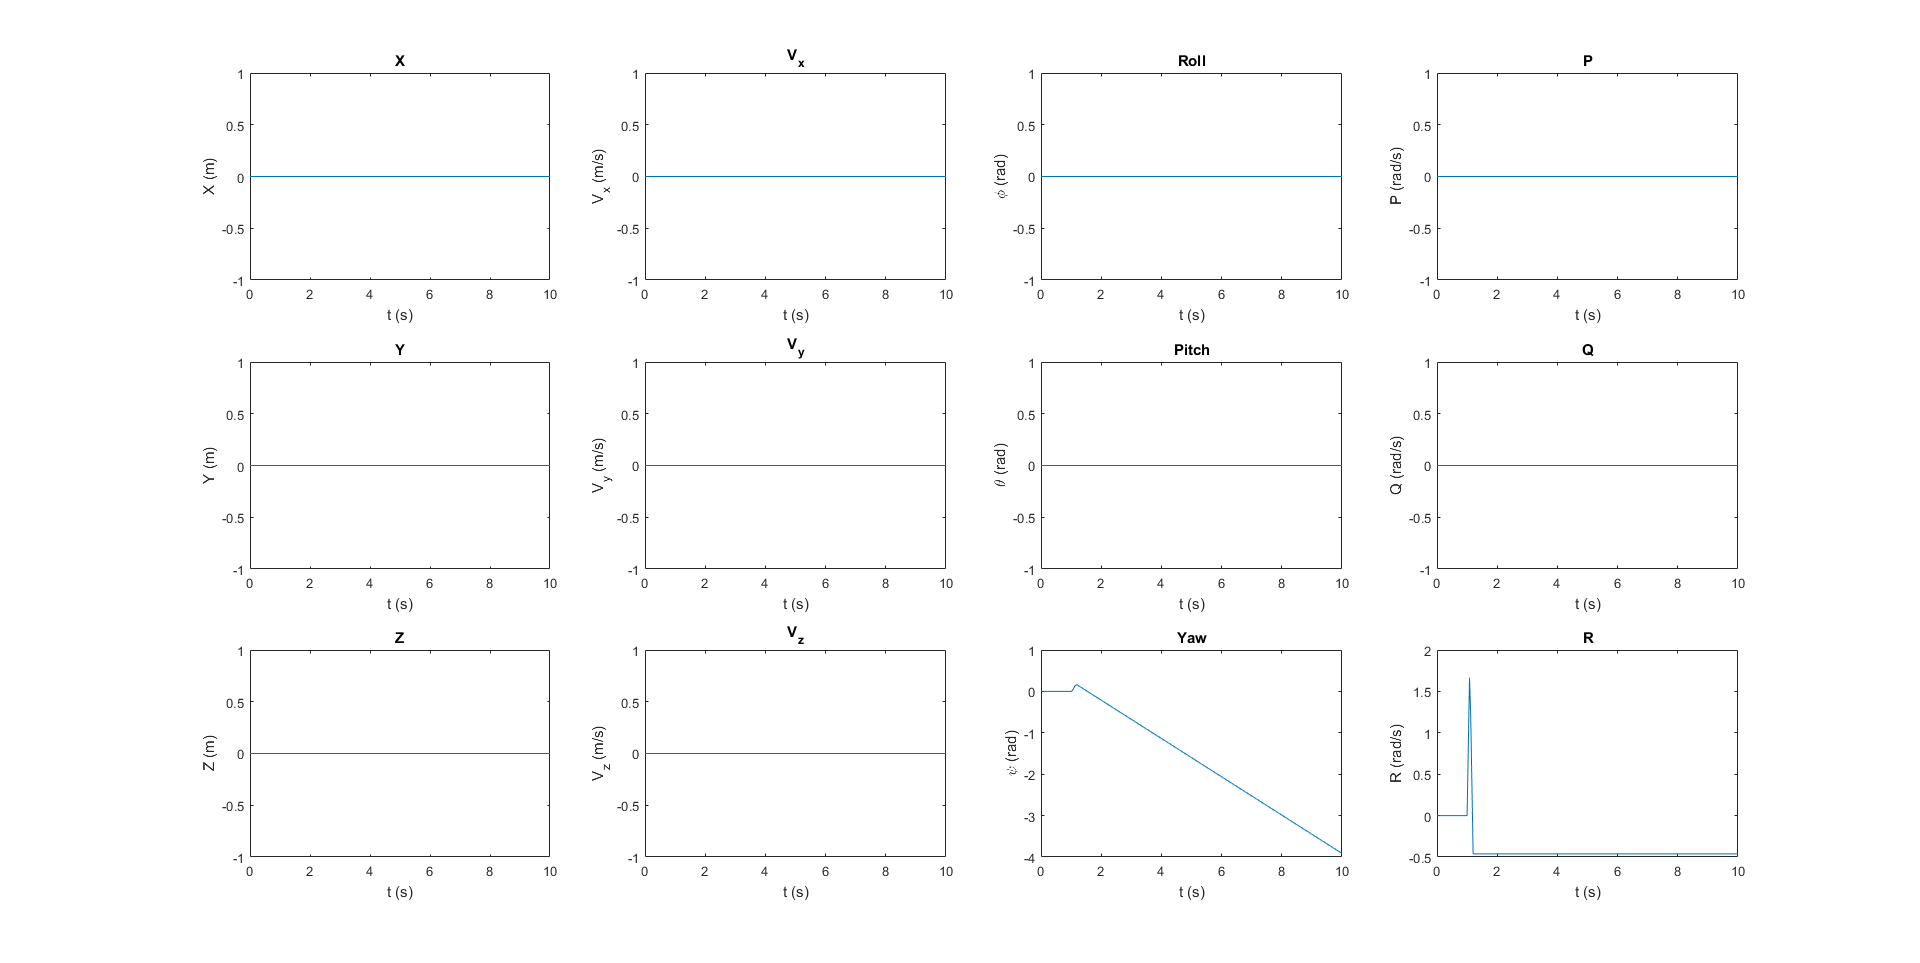 X
1
0.5
0
-0.5
-1
X (m)
0 2 4 6 8 10
t (s)
V_x
1
0.5
0
-0.5
-1
V_x (m/s)
0 2 4 6 8 10
t (s)
Roll
1
0.5
0
-0.5
-1
ϕ (rad)
0 2 4 6 8 10
t (s)
P
1
0.5
0
-0.5
-1
P (rad/s)
0 2 4 6 8 10
t (s)
Y
1
0.5
0
-0.5
-1
Y (m)
0 2 4 6 8 10
t (s)
V_y
1
0.5
0
-0.5
-1
V_y (m/s)
0 2 4 6 8 10
t (s)
Pitch
1
0.5
0
-0.5
-1
θ (rad)
0 2 4 6 8 10
t (s)
Q
1
0.5
0
-0.5
-1
Q (rad/s)
0 2 4 6 8 10
t (s)
Z
1
0.5
0
-0.5
-1
Z (m)
0 2 4 6 8 10
t (s)
V_z
1
0.5
0
-0.5
-1
V_z (m/s)
0 2 4 6 8 10
t (s)
Yaw
1
0
-1
-2
-3
-4
ψ (rad)
0 2 4 6 8 10
t (s)
R
2
1.5
1
0.5
0
-0.5
R (rad/s)
0 2 4 6 8 10
t (s)